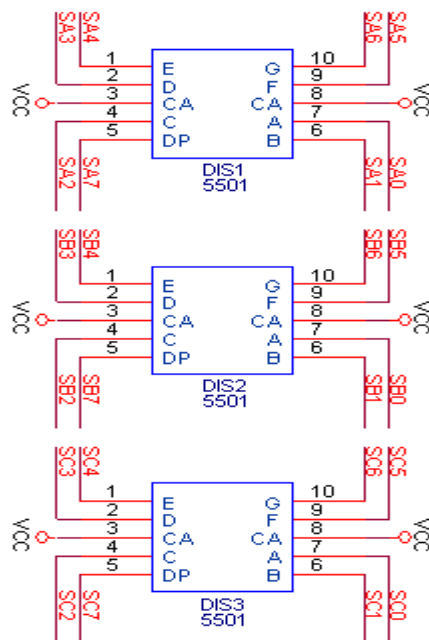 SA3 SA4 SA6 SA5
1 E G 10
2 D F 9
VCC 3 CA CA 8 VCC
4 C A 7
5 DP B 6
SA2 SA7 SA1 SA0
DIS1
5501
SB3 SB4 SB6 SB5
1 E G 10
2 D F 9
VCC 3 CA CA 8 VCC
4 C A 7
5 DP B 6
SB2 SB7 SB1 SB0
DIS2
5501
SC3 SC4 SC6 SC5
1 E G 10
2 D F 9
VCC 3 CA CA 8 VCC
4 C A 7
5 DP B 6
SC2 SC7 SC1 SC0
DIS3
5501